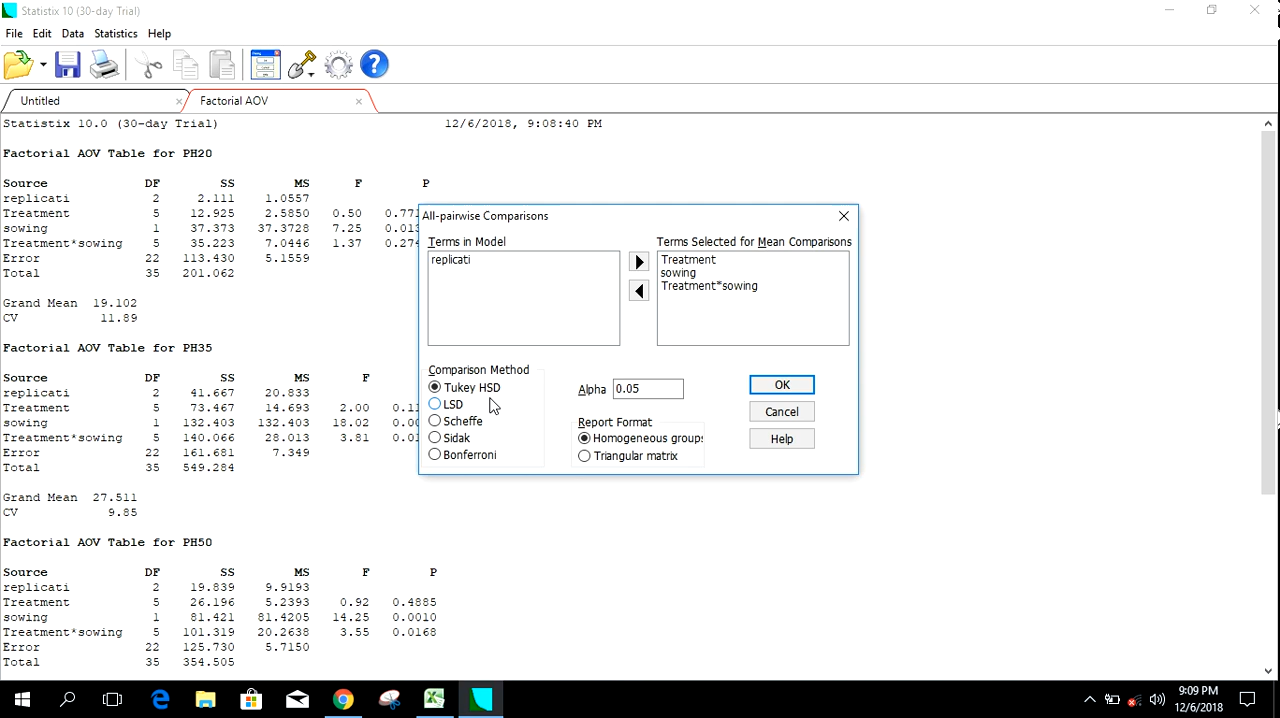 Statistix 10 (30-day Trial)
File Edit Data Statistics Help
Untitled × Factorial AOV ×
Statistix 10.0 (30-day Trial) 12/6/2018, 9:08:40 PM
Factorial AOV Table for PH20
Source DF SS MS F P
replicati 2 2.111 1.0557
Treatment 5 12.925 2.5850 0.50 0.77
sowing 1 37.373 37.3728 7.25 0.01
Treatment*sowing 5 35.223 7.0446 1.37 0.274
Error 22 113.430 5.1559
Total 35 201.062
Grand Mean 19.102
CV 11.89
Factorial AOV Table for PH35
Source DF SS MS F
replicati 2 41.667 20.833
Treatment 5 73.467 14.693 2.00 0.11
sowing 1 132.403 132.403 18.02 0.00
Treatment*sowing 5 140.066 28.013 3.81 0.01
Error 22 161.681 7.349
Total 35 549.284
Grand Mean 27.511
CV 9.85
Factorial AOV Table for PH50
Source DF SS MS F P
replicati 2 19.839 9.9193
Treatment 5 26.196 5.2393 0.92 0.4885
sowing 1 81.421 81.4205 14.25 0.0010
Treatment*sowing 5 101.319 20.2638 3.55 0.0168
Error 22 125.730 5.7150
Total 35 354.505
All-pairwise Comparisons
Terms in Model
replicati
Terms Selected for Mean Comparisons
Treatment
sowing
Treatment*sowing
Comparison Method
Tukey HSD
LSD
Scheffe
Sidak
Bonferroni
Alpha 0.05
Report Format
Homogeneous groups
Triangular matrix
OK
Cancel
Help
9:09 PM
12/6/2018